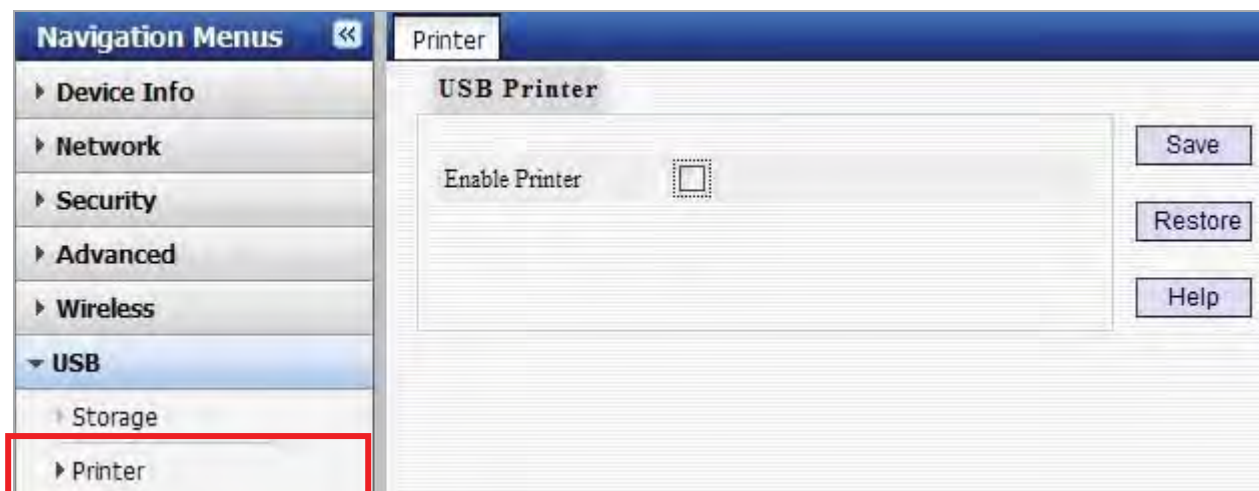 Navigation Menus
Device Info
Network
Security
Advanced
Wireless
USB
Storage
Printer
Printer
USB Printer
Enable Printer
Save
Restore
Help